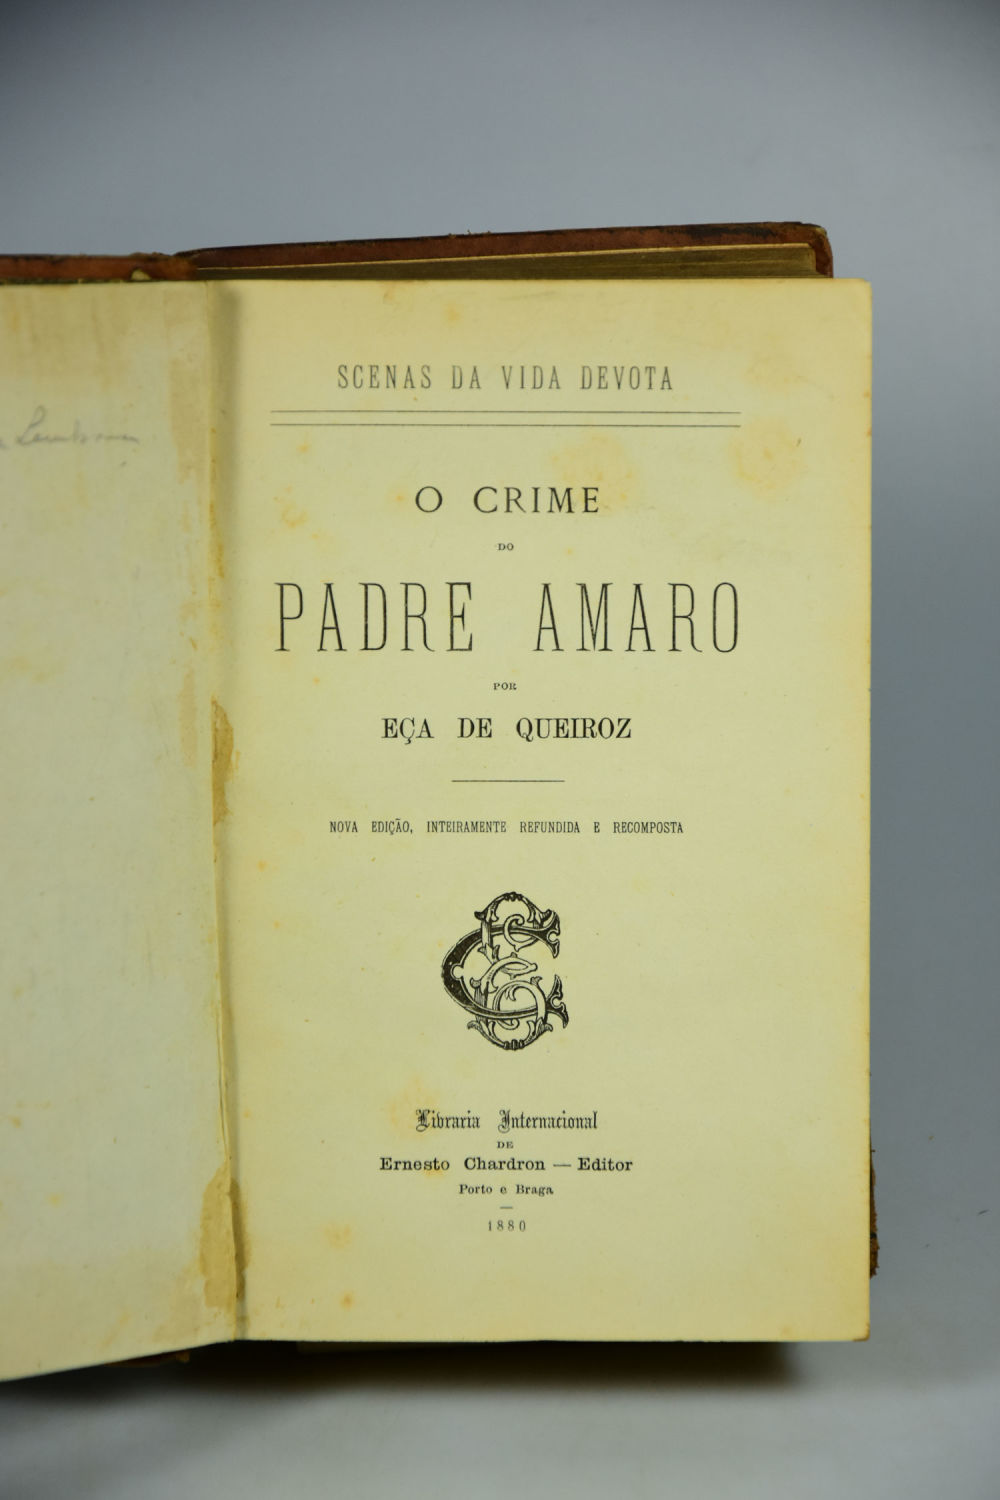 SCENAS DA VIDA DEVOTA
O CRIME
DO
PADRE AMARO
POR
EÇA DE QUEIROZ
NOVA EDIÇÃO, INTEIRAMENTE REFUNDIDA E RECOMPOSTA
Libraria Internacional
DE
Ernesto Chardron — Editor
Porto e Braga
1880